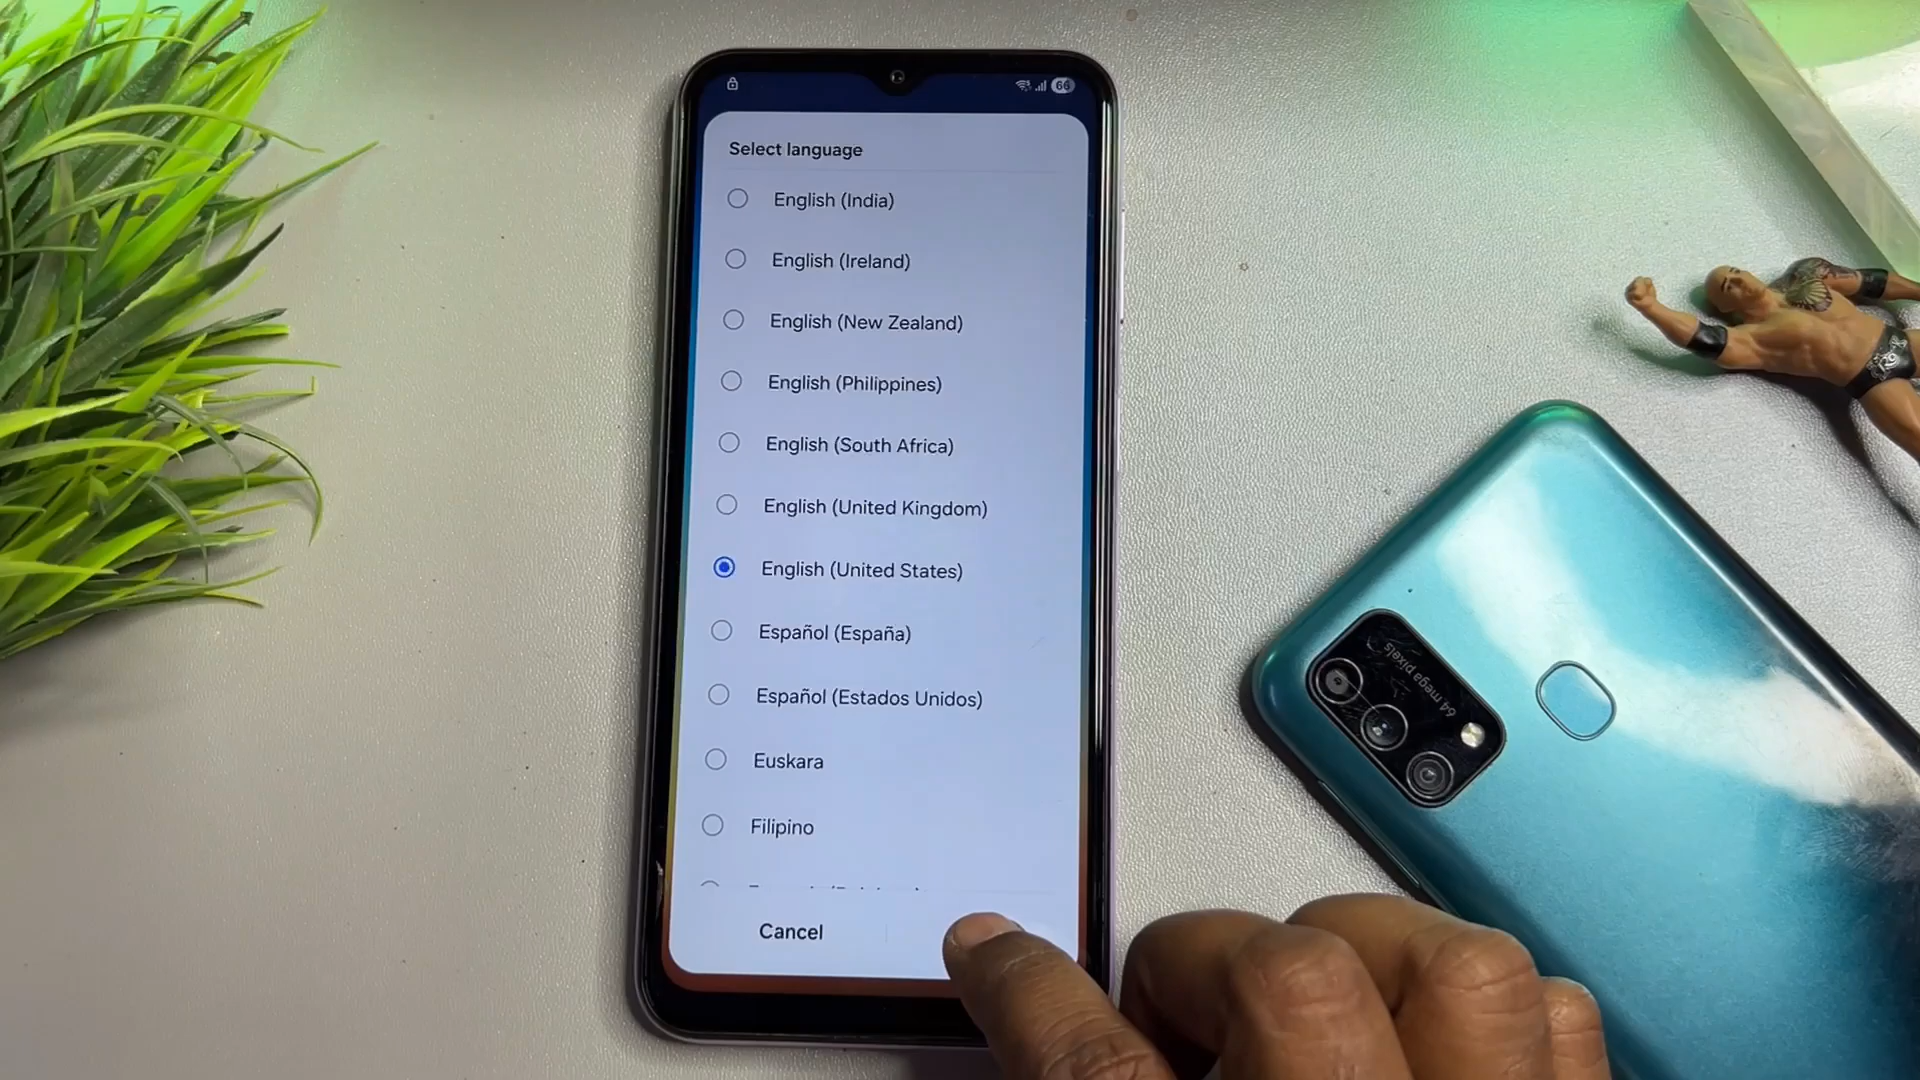 66
Select language
English (India)
English (Ireland)
English (New Zealand)
English (Philippines)
English (South Africa)
English (United Kingdom)
English (United States)
Español (España)
Español (Estados Unidos)
Euskara
Filipino
Cancel
64 mega pixels